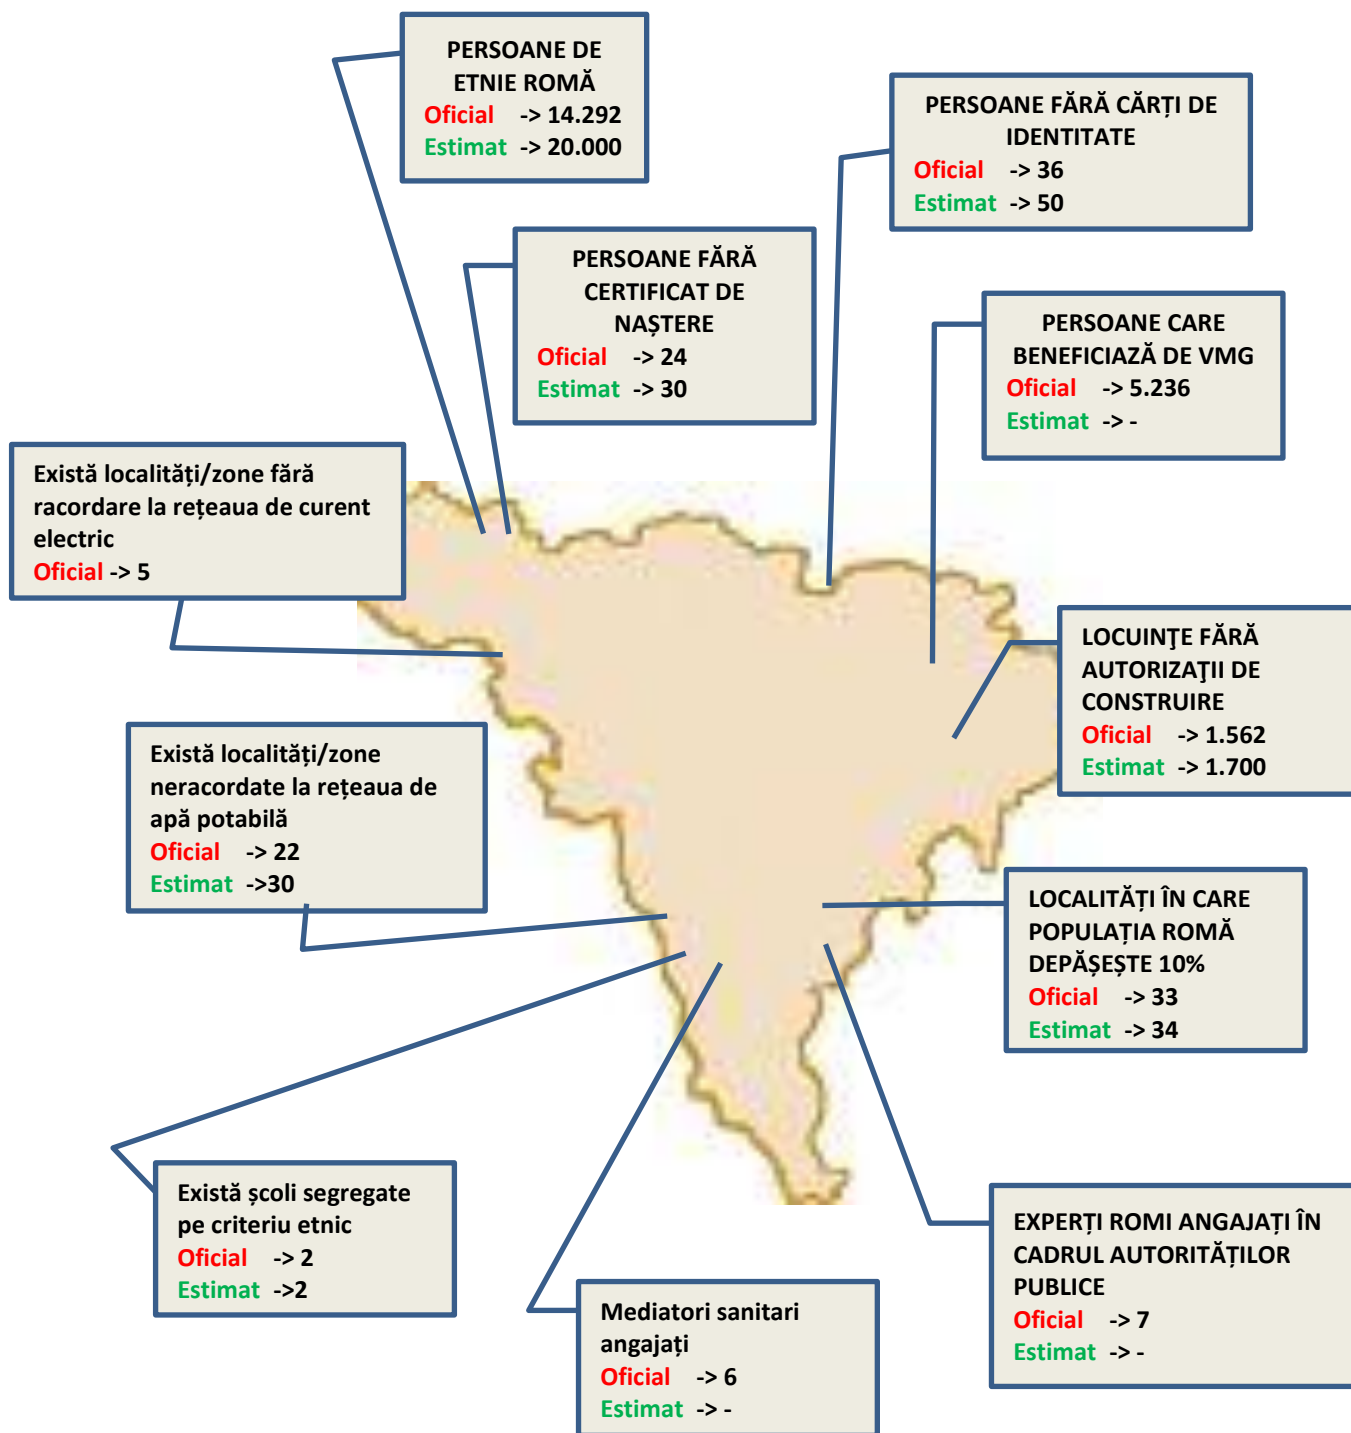 PERSOANE DE
ETNIE ROMĂ
Oficial -> 14.292
Estimat -> 20.000
PERSOANE FĂRĂ CĂRȚI DE
IDENTITATE
Oficial -> 36
Estimat -> 50
PERSOANE FĂRĂ
CERTIFICAT DE
NAȘTERE
Oficial -> 24
Estimat -> 30
PERSOANE CARE
BENEFICIAZĂ DE VMG
Oficial -> 5.236
Estimat -> -
Există localități/zone fără
racordare la rețeaua de curent
electric
Oficial -> 5
LOCUINŢE FĂRĂ
AUTORIZAŢII DE
CONSTRUIRE
Oficial -> 1.562
Estimat -> 1.700
Există localități/zone
neracordate la rețeaua de
apă potabilă
Oficial -> 22
Estimat ->30
LOCALITĂȚI ÎN CARE
POPULAȚIA ROMĂ
DEPĂȘEȘTE 10%
Oficial -> 33
Estimat -> 34
Există școli segregate
pe criteriu etnic
Oficial -> 2
Estimat ->2
EXPERȚI ROMI ANGAJAȚI ÎN
CADRUL AUTORITĂȚILOR
PUBLICE
Oficial -> 7
Estimat -> -
Mediatori sanitari
angajați
Oficial -> 6
Estimat -> -